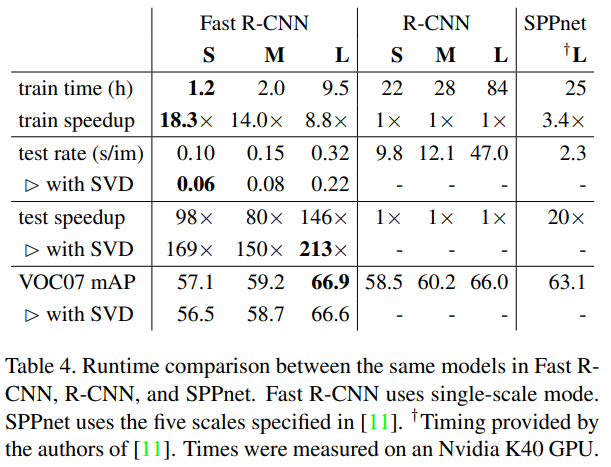 Fast R-CNN R-CNN SPPnet
S M L S M L †L
train time (h) 1.2 2.0 9.5 22 28 84 25
train speedup 18.3× 14.0× 8.8× 1× 1× 1× 3.4×
test rate (s/im) 0.10 0.15 0.32 9.8 12.1 47.0 2.3
▷ with SVD 0.06 0.08 0.22 - - - -
test speedup 98× 80× 146× 1× 1× 1× 20×
▷ with SVD 169× 150× 213× - - - -
VOC07 mAP 57.1 59.2 66.9 58.5 60.2 66.0 63.1
▷ with SVD 56.5 58.7 66.6 - - - -
Table 4. Runtime comparison between the same models in Fast R-
CNN, R-CNN, and SPPnet. Fast R-CNN uses single-scale mode.
SPPnet uses the five scales specified in [11]. †Timing provided by
the authors of [11]. Times were measured on an Nvidia K40 GPU.